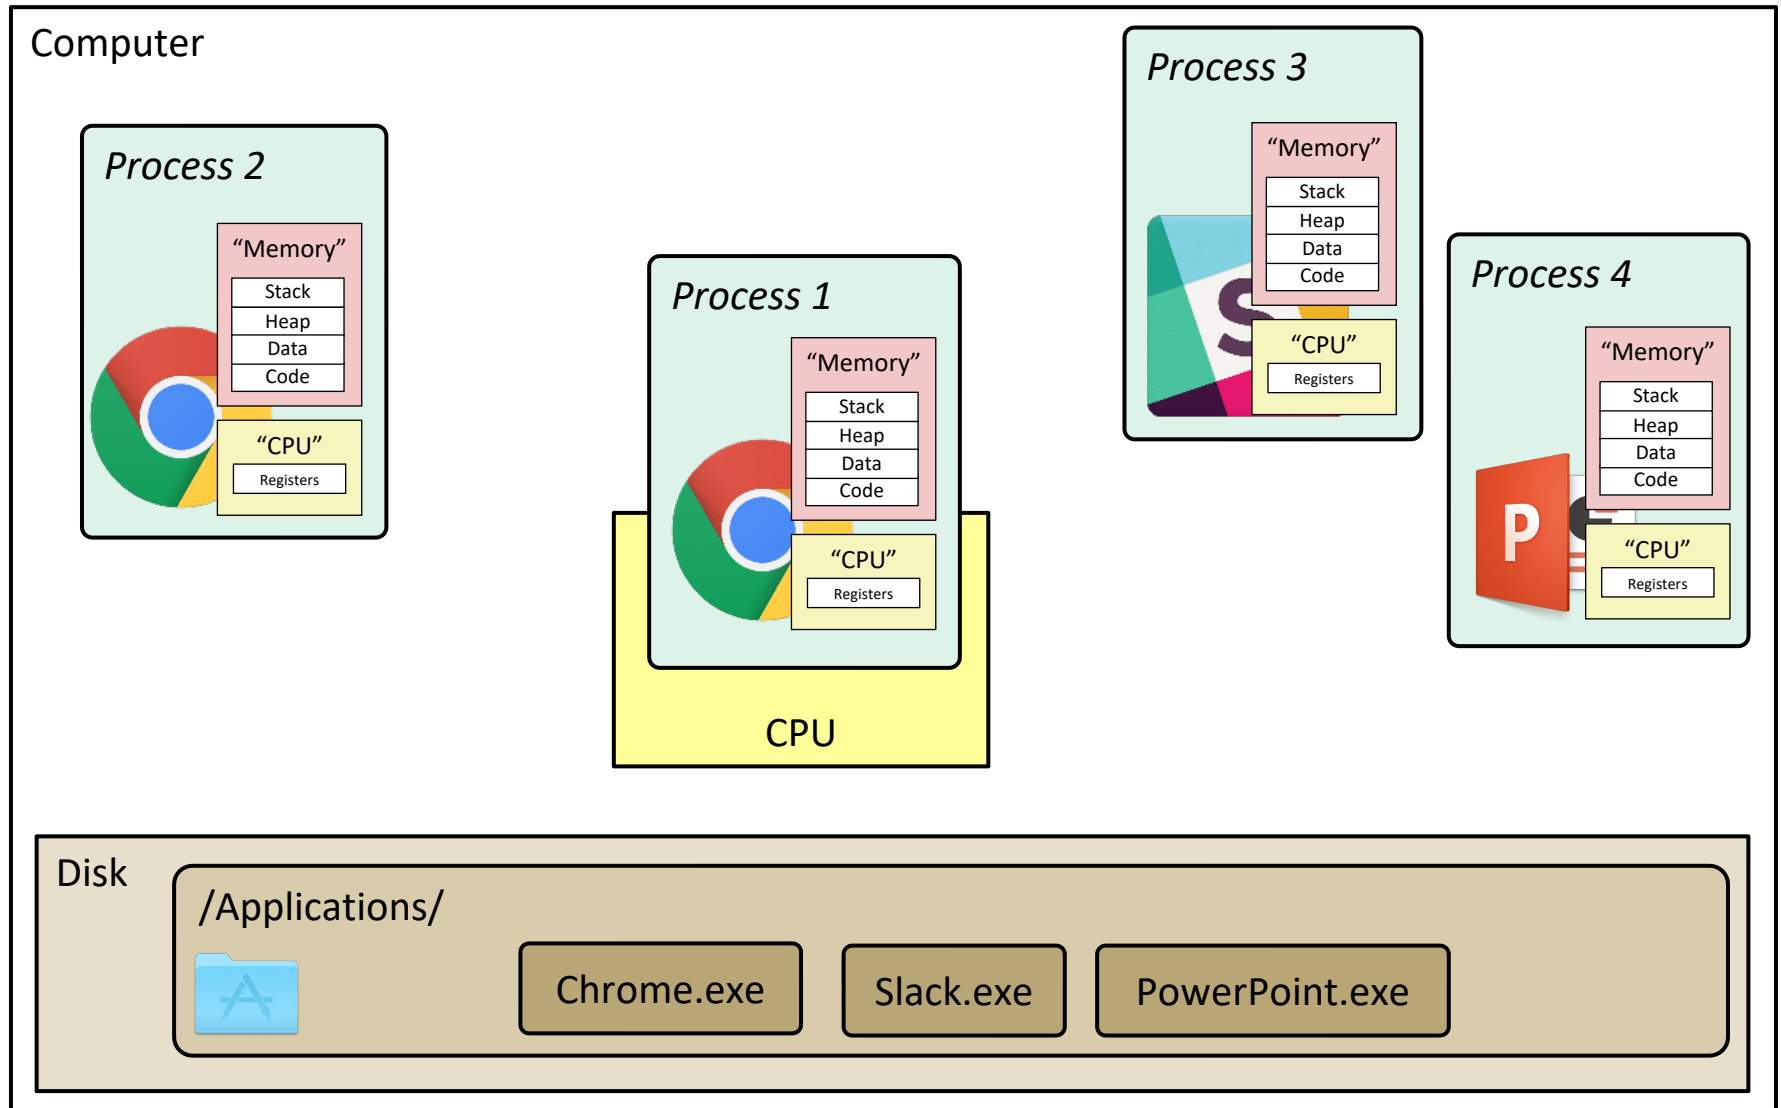 Computer
Process 2
“Memory”
Stack
Heap
Data
Code
“CPU”
Registers
Process 1
“Memory”
Stack
Heap
Data
Code
“CPU”
Registers
CPU
Process 3
“Memory”
Stack
Heap
Data
Code
S
“CPU”
Registers
Process 4
“Memory”
Stack
Heap
Data
Code
P
“CPU”
Registers
Disk
/Applications/
Chrome.exe
Slack.exe
PowerPoint.exe